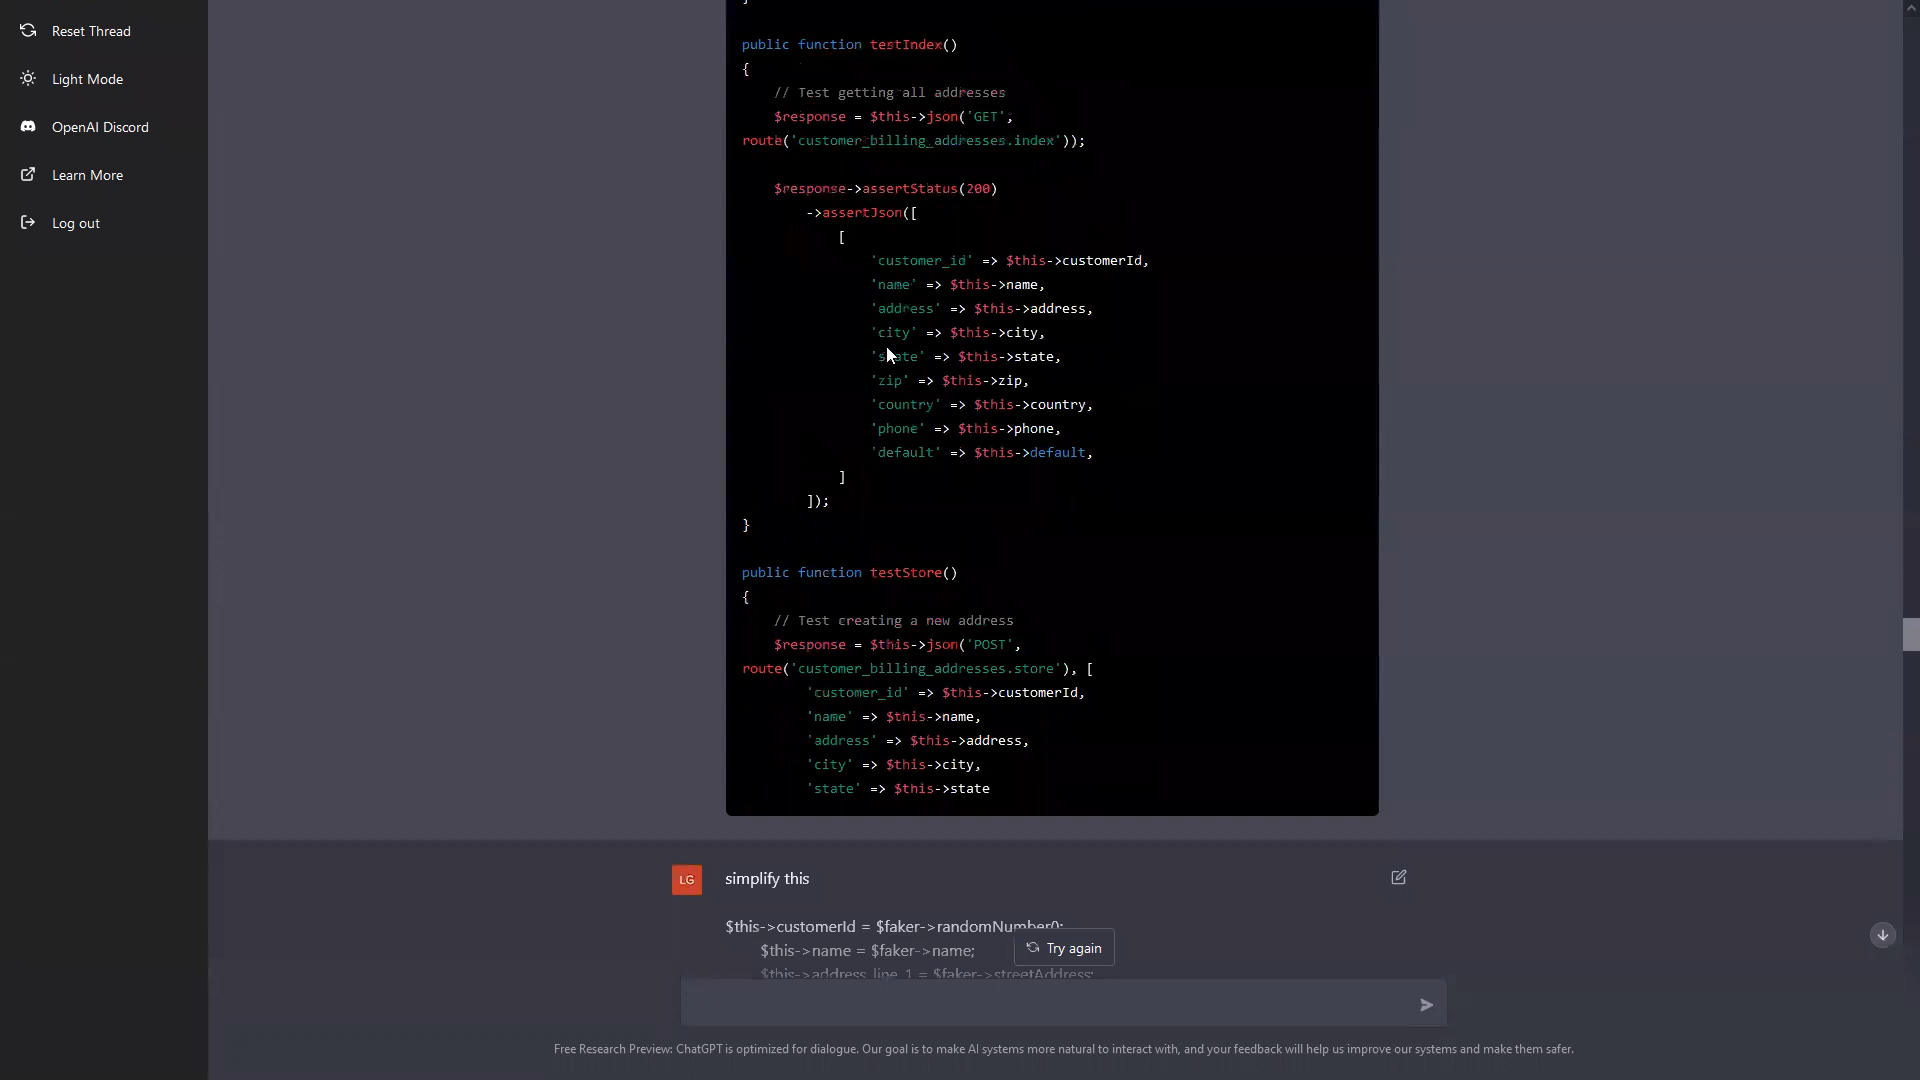 Reset Thread
Light Mode
OpenAI Discord
Learn More
Log out
}
public function testIndex()
{
// Test getting all addresses
$response = $this->json('GET',
route('customer_billing_addresses.index'));
$response->assertStatus(200)
->assertJson([
[
'customer_id' => $this->customerId,
'name' => $this->name,
'address' => $this->address,
'city' => $this->city,
'state' => $this->state,
'zip' => $this->zip,
'country' => $this->country,
'phone' => $this->phone,
'default' => $this->default,
]
]);
}
public function testStore()
{
// Test creating a new address
$response = $this->json('POST',
route('customer_billing_addresses.store'), [
'customer_id' => $this->customerId,
'name' => $this->name,
'address' => $this->address,
'city' => $this->city,
'state' => $this->state
LG
simplify this
$this->customerId = $faker->randomNumber();
$this->name = $faker->name;
$this->address_line_1 = $faker->streetAddress;
Try again
Free Research Preview: ChatGPT is optimized for dialogue. Our goal is to make AI systems more natural to interact with, and your feedback will help us improve our systems and make them safer.